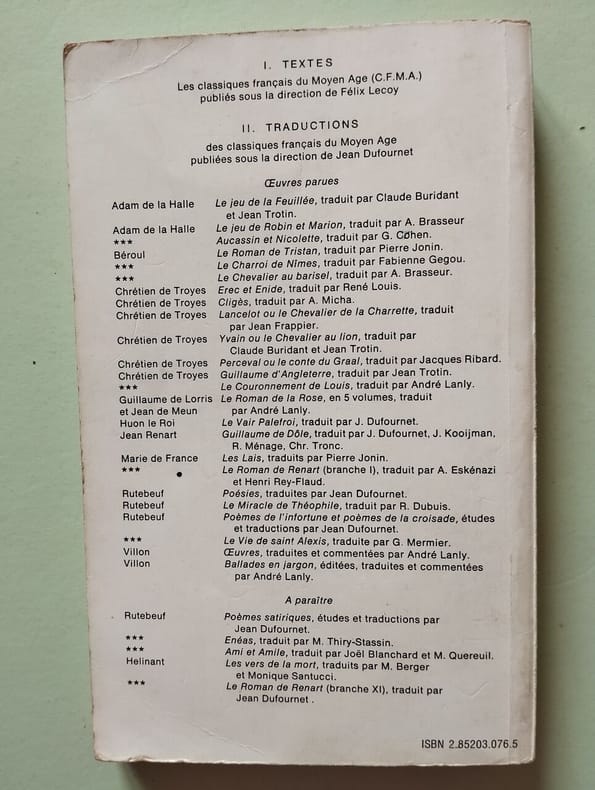 I. TEXTES
Les classiques français du Moyen Age (C.F.M.A.)
publiés sous la direction de Félix Lecoy
II. TRADUCTIONS
des classiques français du Moyen Age
publiées sous la direction de Jean Dufournet
Œuvres parues
Adam de la Halle Le jeu de la Feuillée, traduit par Claude Buridant
et Jean Trotin.
Adam de la Halle Le jeu de Robin et Marion, traduit par A. Brasseur
*** Aucassin et Nicolette, traduit par G. Cohen.
Béroul Le Roman de Tristan, traduit par Pierre Jonin.
*** Le Charroi de Nîmes, traduit par Fabienne Gegou.
*** Le Chevalier au barisel, traduit par A. Brasseur.
Chrétien de Troyes Erec et Enide, traduit par René Louis.
Chrétien de Troyes Cligès, traduit par A. Micha.
Chrétien de Troyes Lancelot ou le Chevalier de la Charrette, traduit
par Jean Frappier.
Chrétien de Troyes Yvain ou le Chevalier au lion, traduit par
Claude Buridant et Jean Trotin.
Chrétien de Troyes Perceval ou le conte du Graal, traduit par Jacques Ribard.
Chrétien de Troyes Guillaume d'Angleterre, traduit par Jean Trotin.
*** Le Couronnement de Louis, traduit par André Lanly.
Guillaume de Lorris Le Roman de la Rose, en 5 volumes, traduit
et Jean de Meun par André Lanly.
Huon le Roi Le Vair Palefroi, traduit par J. Dufournet.
Jean Renart Guillaume de Dôle, traduit par J. Dufournet, J. Kooijman,
R. Ménage, Chr. Tronc.
Marie de France Les Lais, traduits par Pierre Jonin.
*** Le Roman de Renart (branche I), traduit par A. Eskénazi
et Henri Rey-Flaud.
Rutebeuf Poésies, traduites par Jean Dufournet.
Rutebeuf Le Miracle de Théophile, traduit par R. Dubuis.
Rutebeuf Poèmes de l'infortune et poèmes de la croisade, études
et traductions par Jean Dufournet.
*** La Vie de saint Alexis, traduite par G. Mermier.
Villon Œuvres, traduites et commentées par André Lanly.
Villon Ballades en jargon, éditées, traduites et commentées
par André Lanly.
A paraître
Rutebeuf Poèmes satiriques, études et traductions par
Jean Dufournet.
*** Enéas, traduit par M. Thiry-Stassin.
*** Ami et Amile, traduit par Joël Blanchard et M. Quereuil.
Helinant Les vers de la mort, traduits par M. Berger
et Monique Santucci.
*** Le Roman de Renart (branche XI), traduit par
Jean Dufournet.
ISBN 2.85203.076.5